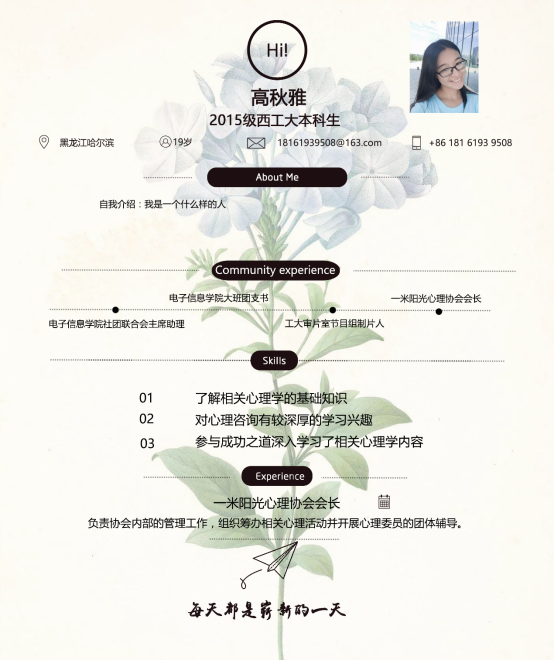 Hi!
高秋雅
2015级西工大本科生
黑龙江哈尔滨 19岁 18161939508@163.com +86 181 6193 9508
About Me
自我介绍：我是一个什么样的人
Community experience
电子信息学院大班团支书 一米阳光心理协会会长
电子信息学院社团联合会主席助理 工大审片室节目组制片人
Skills
01 了解相关心理学的基础知识
02 对心理咨询有较深厚的学习兴趣
03 参与成功之道深入学习了相关心理学内容
Experience
一米阳光心理协会会长
负责协会内部的管理工作，组织筹办相关心理活动并开展心理委员的团体辅导。
每天都是崭新的一天